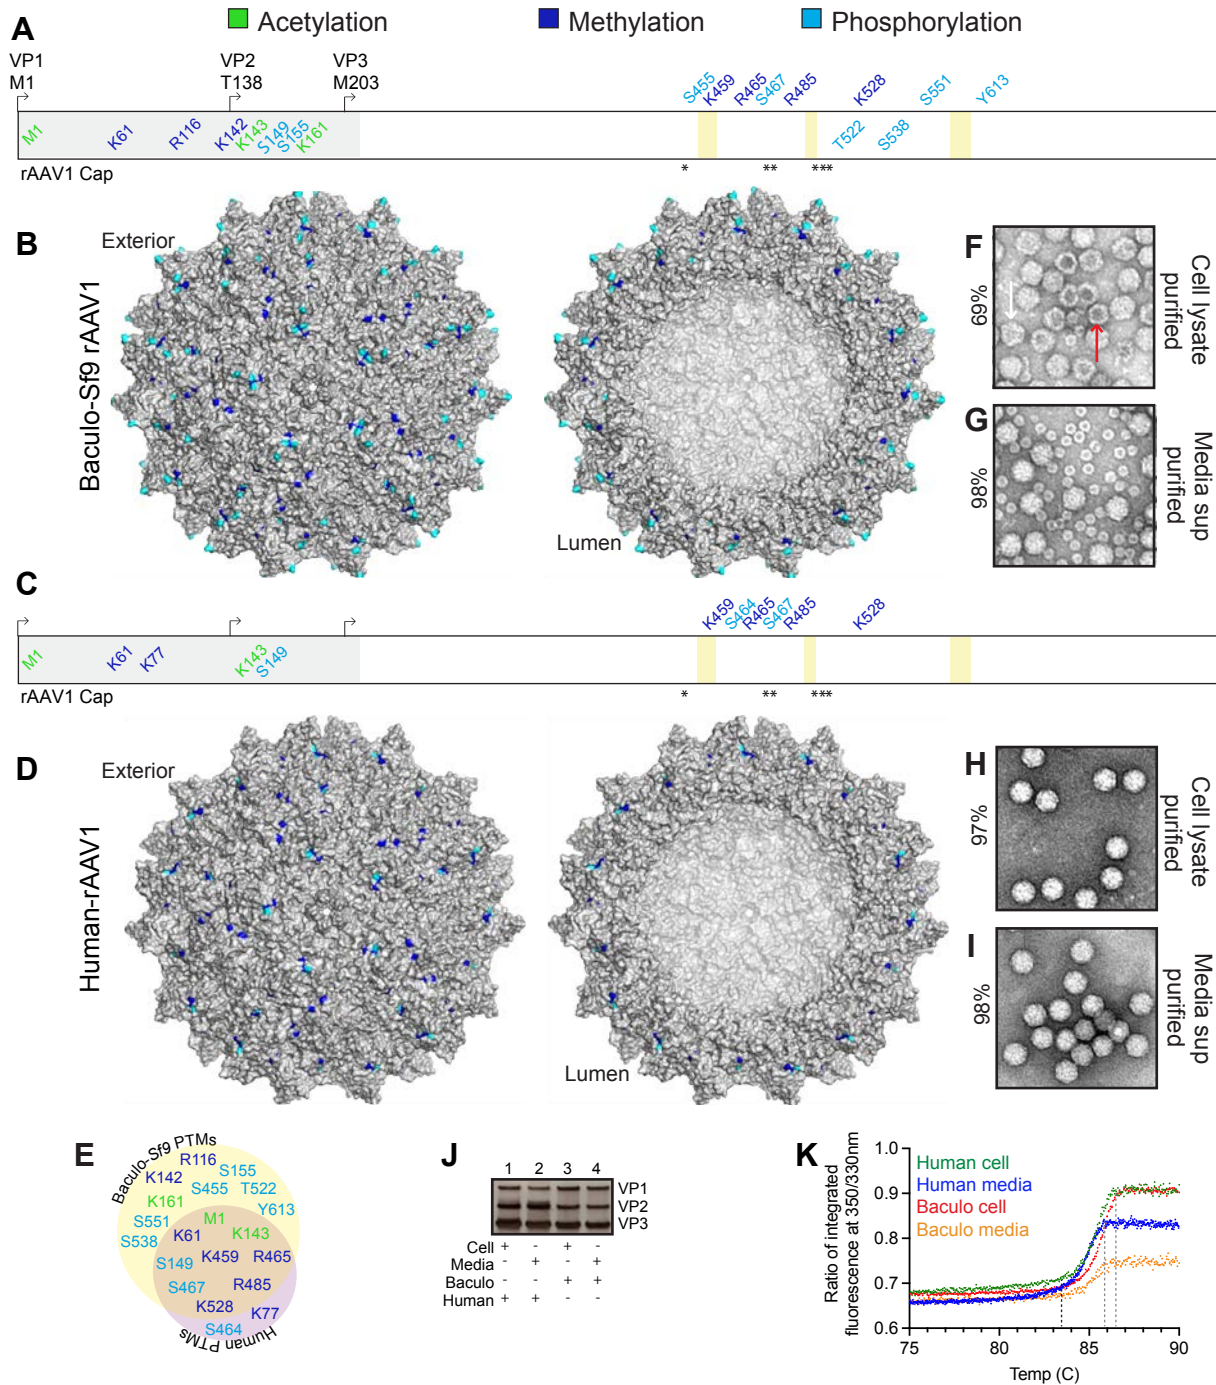 A
Acetylation
Methylation
Phosphorylation
VP1
M1
VP2
T138
VP3
M203
S455
K459
R465
S467
R485
K528
S551
Y613
M1
K61
R116
K142
K143
S149
S155
K161
T522
S538
rAAV1 Cap
*
**
***
B
Baculo-Sf9 rAAV1
Exterior
Lumen
F
69%
Cell lysate
purified
G
98%
Media sup
purified
C
K459
S464
R465
S467
R485
K528
M1
K61
K77
K143
S149
rAAV1 Cap
*
**
***
D
Human-rAAV1
Exterior
Lumen
H
97%
Cell lysate
purified
I
98%
Media sup
purified
E
Baculo-Sf9 PTMs
R116
S155
K142
S455
T522
K161
Y613
S551
M1
S538
K61
K143
K459
R465
S149
S467
R485
K528
K77
S464
Human PTMs
J
1 2 3 4
VP1
VP2
VP3
Cell + - + -
Media - + - +
Baculo - - + +
Human + + - -
K
Human cell
Human media
Baculo cell
Baculo media
Ratio of integrated
fluorescence at 350/330nm
1.0
0.9
0.8
0.7
0.6
75 80 85 90
Temp (C)